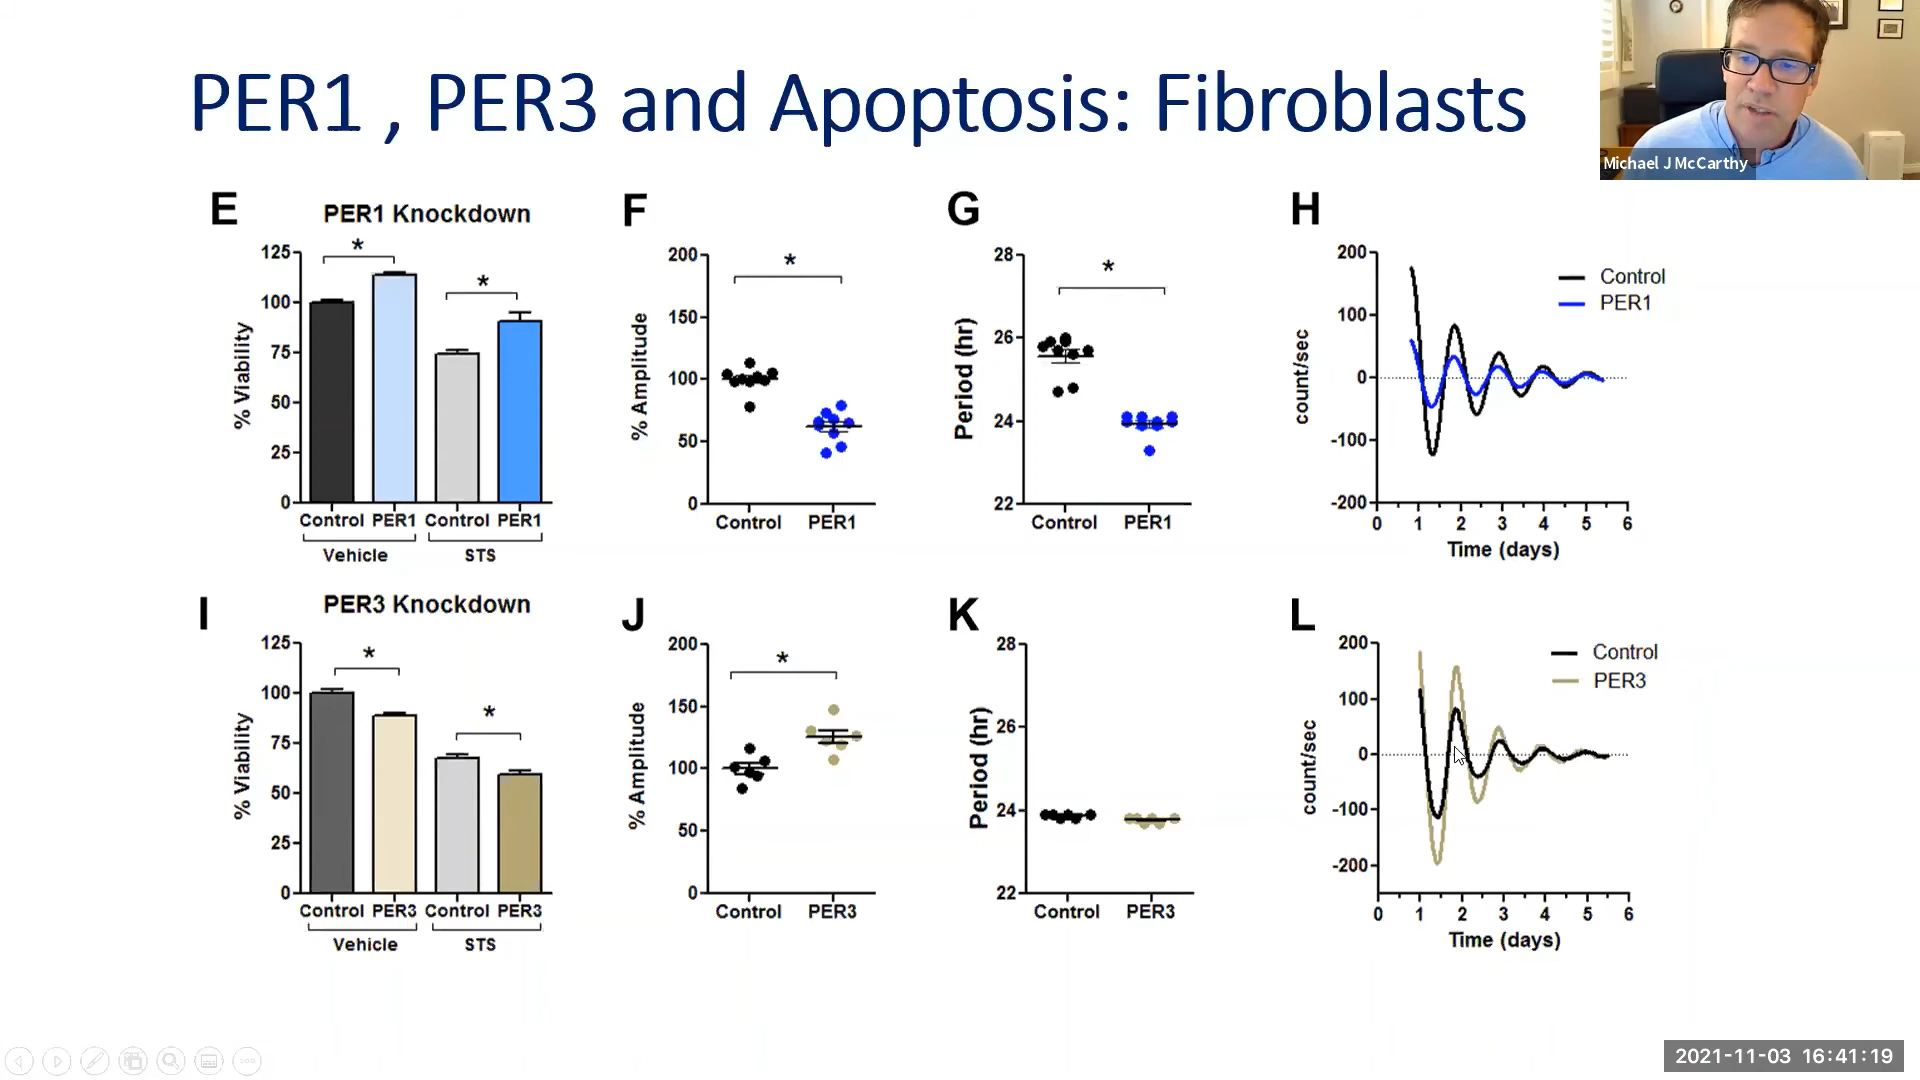 PER1 , PER3 and Apoptosis: Fibroblasts
Michael J McCarthy
E
PER1 Knockdown
% Viability
125
100
75
50
25
0
*
*
Control PER1 Control PER1
Vehicle STS
F
% Amplitude
200
150
100
50
0
*
Control PER1
G
Period (hr)
28
26
24
22
*
Control PER1
H
count/sec
200
100
0
-100
-200
Control
PER1
0 1 2 3 4 5 6
Time (days)
I
PER3 Knockdown
% Viability
125
100
75
50
25
0
*
*
Control PER3 Control PER3
Vehicle STS
J
% Amplitude
200
150
100
50
0
*
Control PER3
K
Period (hr)
28
26
24
22
Control PER3
L
count/sec
200
100
0
-100
-200
Control
PER3
0 1 2 3 4 5 6
Time (days)
2021-11-03 16:41:19